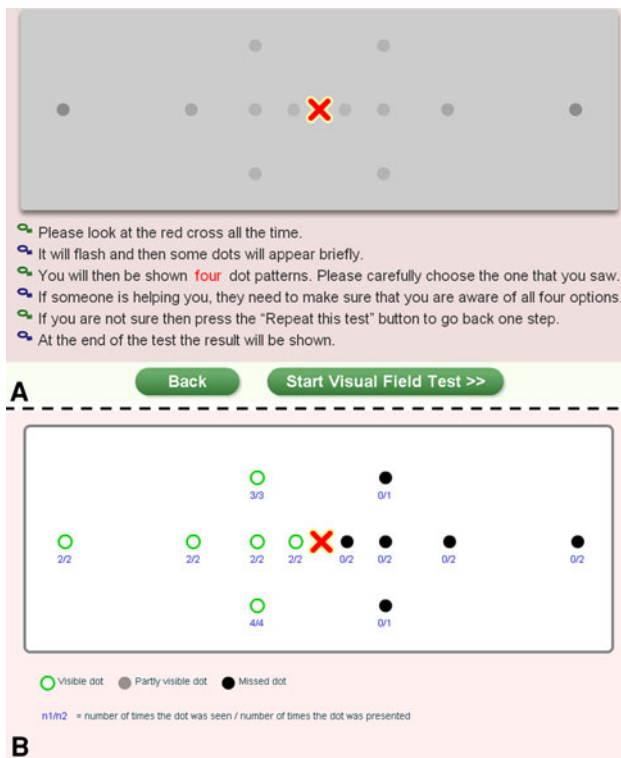 Please look at the red cross all the time.
It will flash and then some dots will appear briefly.
You will then be shown four dot patterns. Please carefully choose the one that you saw.
If someone is helping you, they need to make sure that you are aware of all four options.
If you are not sure then press the "Repeat this test" button to go back one step.
At the end of the test the result will be shown.
A Back Start Visual Field Test >>
3/3 0/1
2/2 2/2 2/2 2/2 0/2 0/2 0/2 0/2
4/4 0/1
Visible dot Partly visible dot Missed dot
n1/n2 = number of times the dot was seen / number of times the dot was presented
B